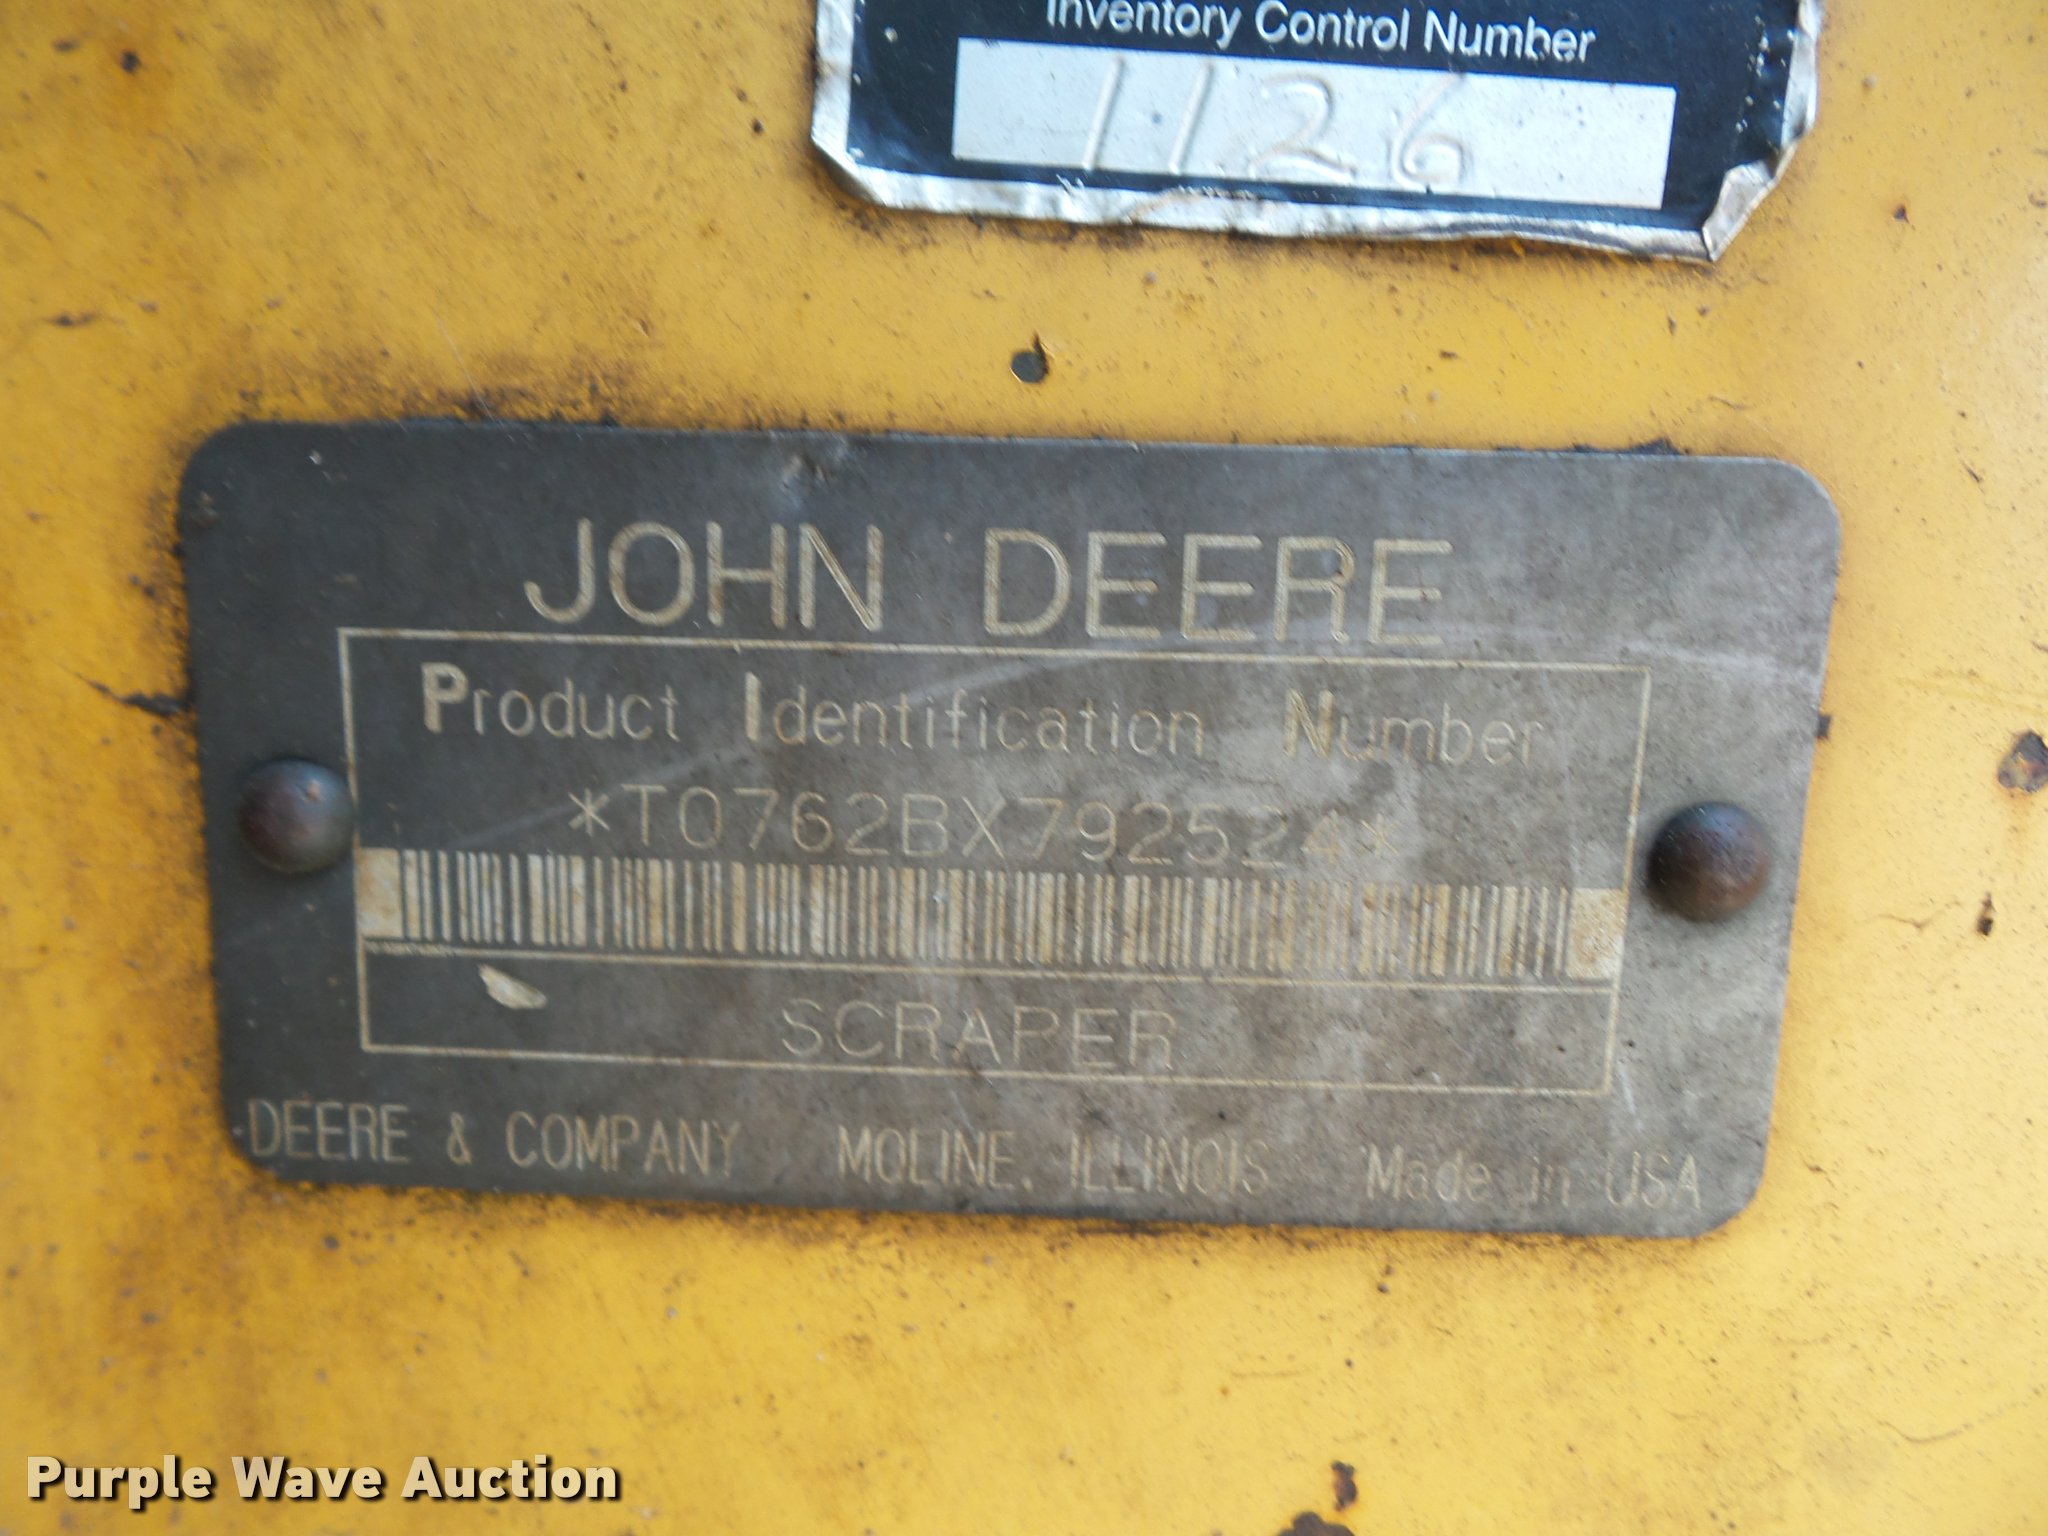 Inventory Control Number
1126
JOHN DEERE
Product Identification Number
*T0762BX792524*
SCRAPER
DEERE & COMPANY MOLINE, ILLINOIS Made in USA
Purple Wave Auction